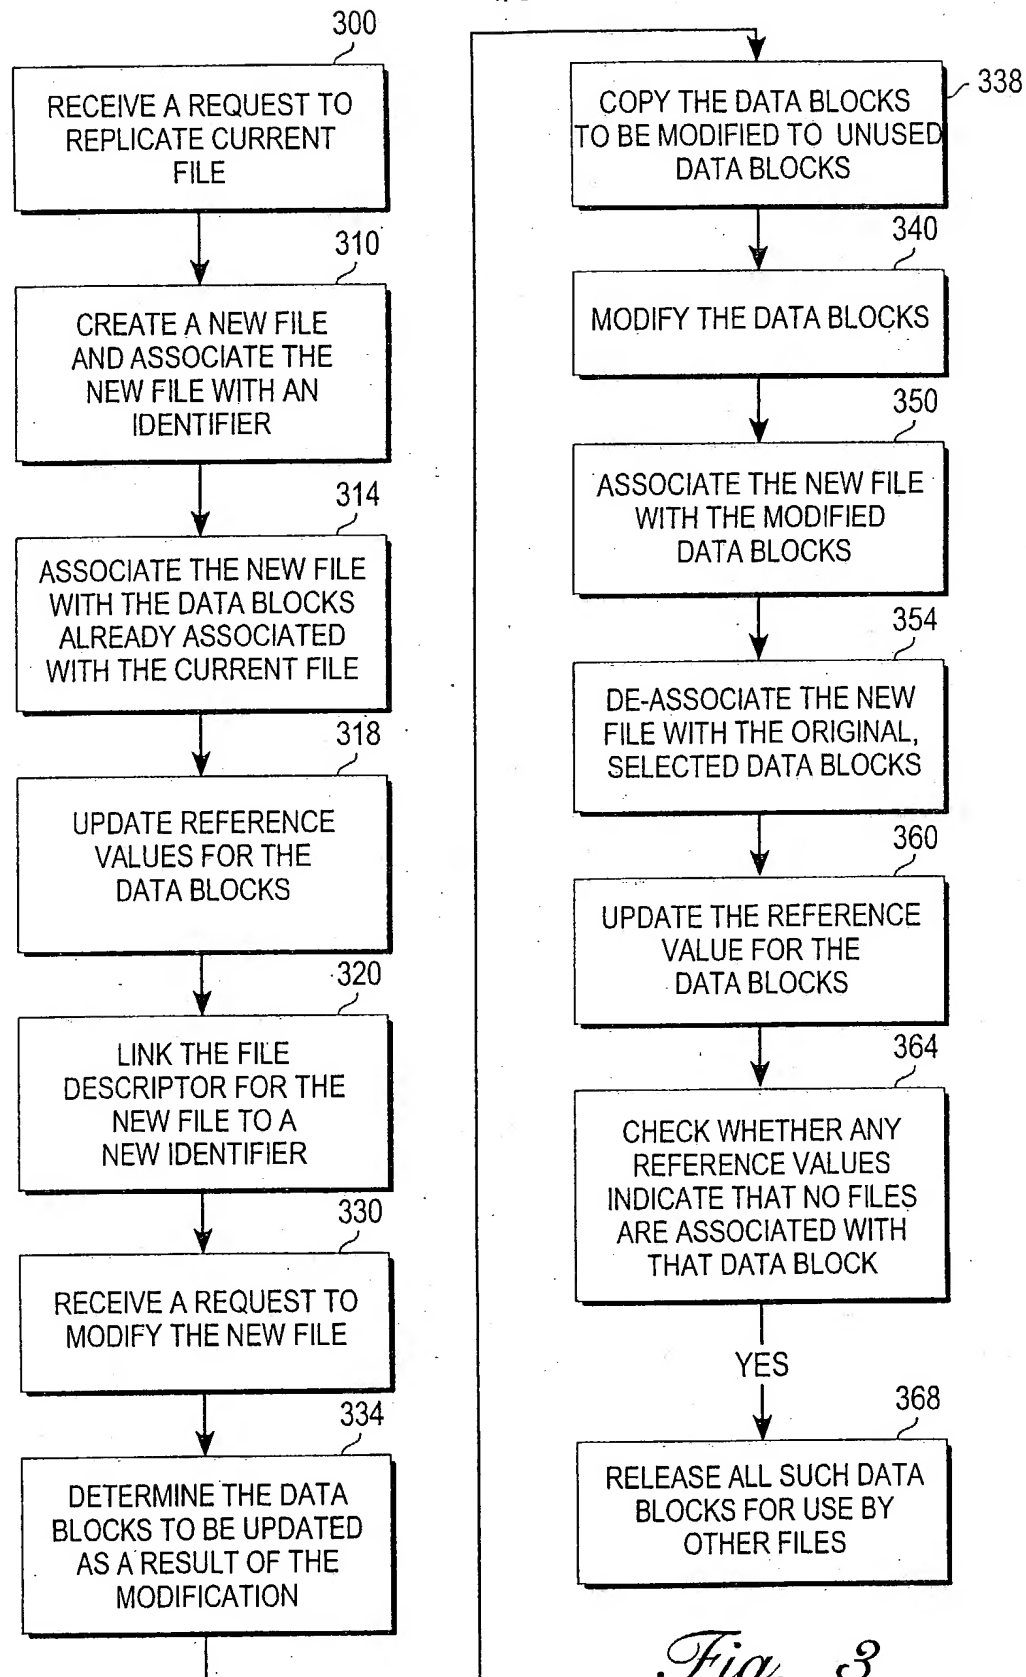 300
RECEIVE A REQUEST TO
REPLICATE CURRENT
FILE
310
CREATE A NEW FILE
AND ASSOCIATE THE
NEW FILE WITH AN
IDENTIFIER
314
ASSOCIATE THE NEW FILE
WITH THE DATA BLOCKS
ALREADY ASSOCIATED
WITH THE CURRENT FILE
318
UPDATE REFERENCE
VALUES FOR THE
DATA BLOCKS
320
LINK THE FILE
DESCRIPTOR FOR THE
NEW FILE TO A
NEW IDENTIFIER
330
RECEIVE A REQUEST TO
MODIFY THE NEW FILE
334
DETERMINE THE DATA
BLOCKS TO BE UPDATED
AS A RESULT OF THE
MODIFICATION
338
COPY THE DATA BLOCKS
TO BE MODIFIED TO UNUSED
DATA BLOCKS
340
MODIFY THE DATA BLOCKS
350
ASSOCIATE THE NEW FILE
WITH THE MODIFIED
DATA BLOCKS
354
DE-ASSOCIATE THE NEW
FILE WITH THE ORIGINAL,
SELECTED DATA BLOCKS
360
UPDATE THE REFERENCE
VALUE FOR THE
DATA BLOCKS
364
CHECK WHETHER ANY
REFERENCE VALUES
INDICATE THAT NO FILES
ARE ASSOCIATED WITH
THAT DATA BLOCK
YES
368
RELEASE ALL SUCH DATA
BLOCKS FOR USE BY
OTHER FILES
Fig. 3